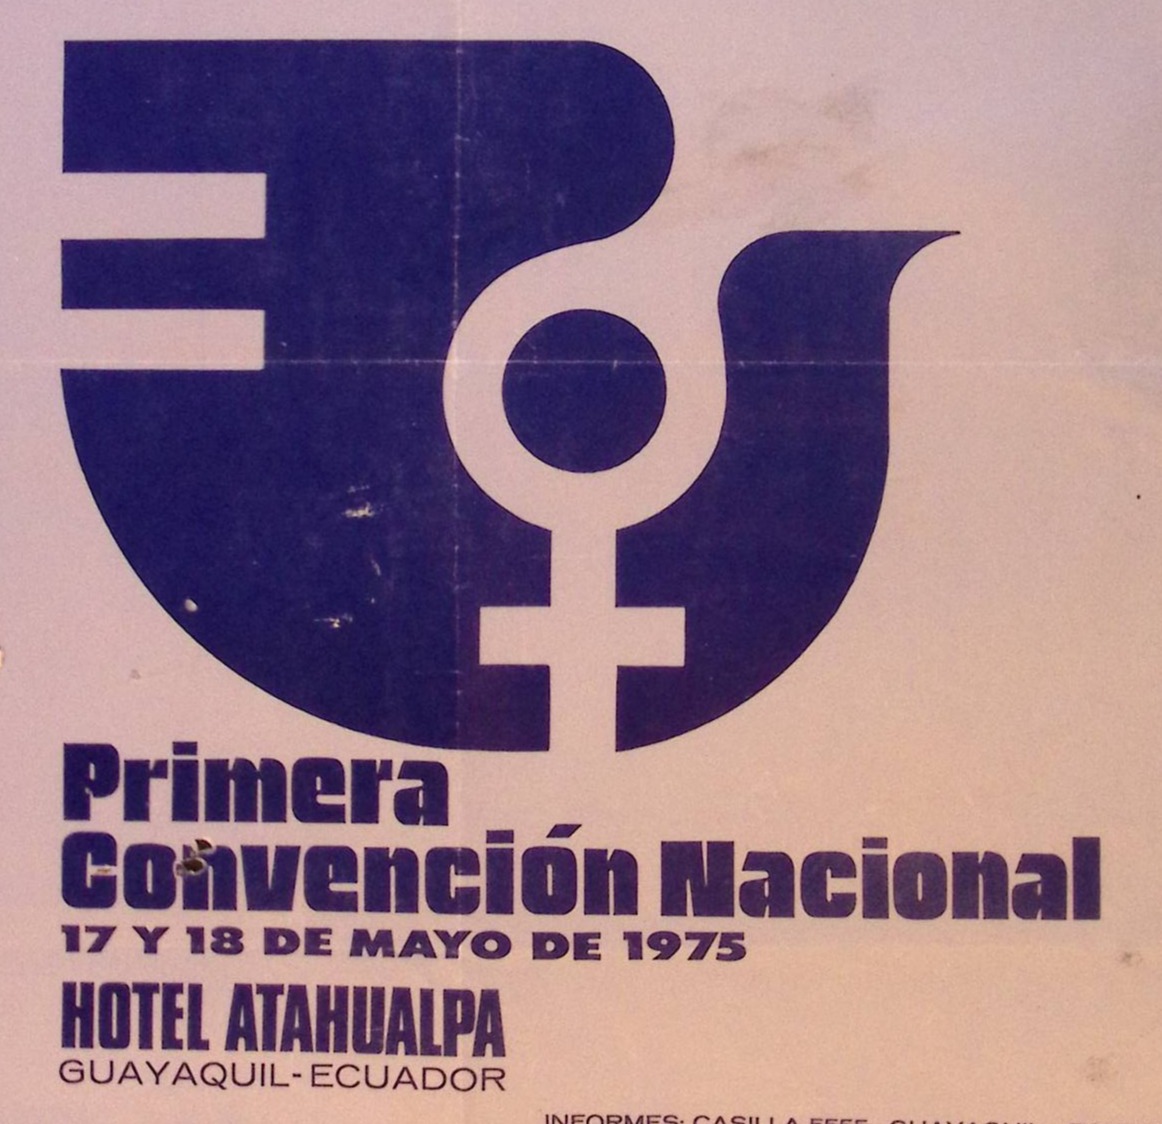 Primera
Convención Nacional
17 Y 18 DE MAYO DE 1975
HOTEL ATAHUALPA
GUAYAQUIL-ECUADOR
INFORMES: CASILLA